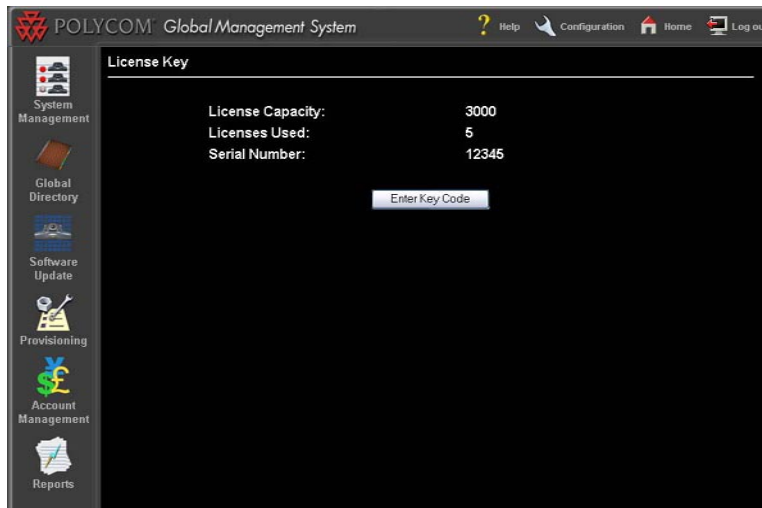 POLYCOM Global Management System
Help
Configuration
Home
Log ou
License Key
License Capacity: 3000
Licenses Used: 5
Serial Number: 12345
Enter Key Code
System
Management
Global
Directory
Software
Update
Provisioning
Account
Management
Reports